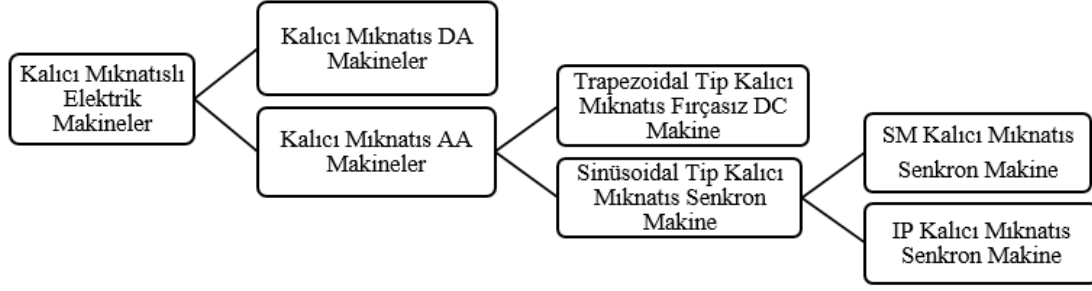 Kalıcı Mıknatıslı
Elektrik
Makineler
Kalıcı Mıknatıs DA
Makineler
Kalıcı Mıknatıs AA
Makineler
Trapezoidal Tip Kalıcı
Mıknatıs Fırçasız DC
Makine
Sinüsoidal Tip Kalıcı
Mıknatıs Senkron
Makine
SM Kalıcı Mıknatıs
Senkron Makine
IP Kalıcı Mıknatıs
Senkron Makine